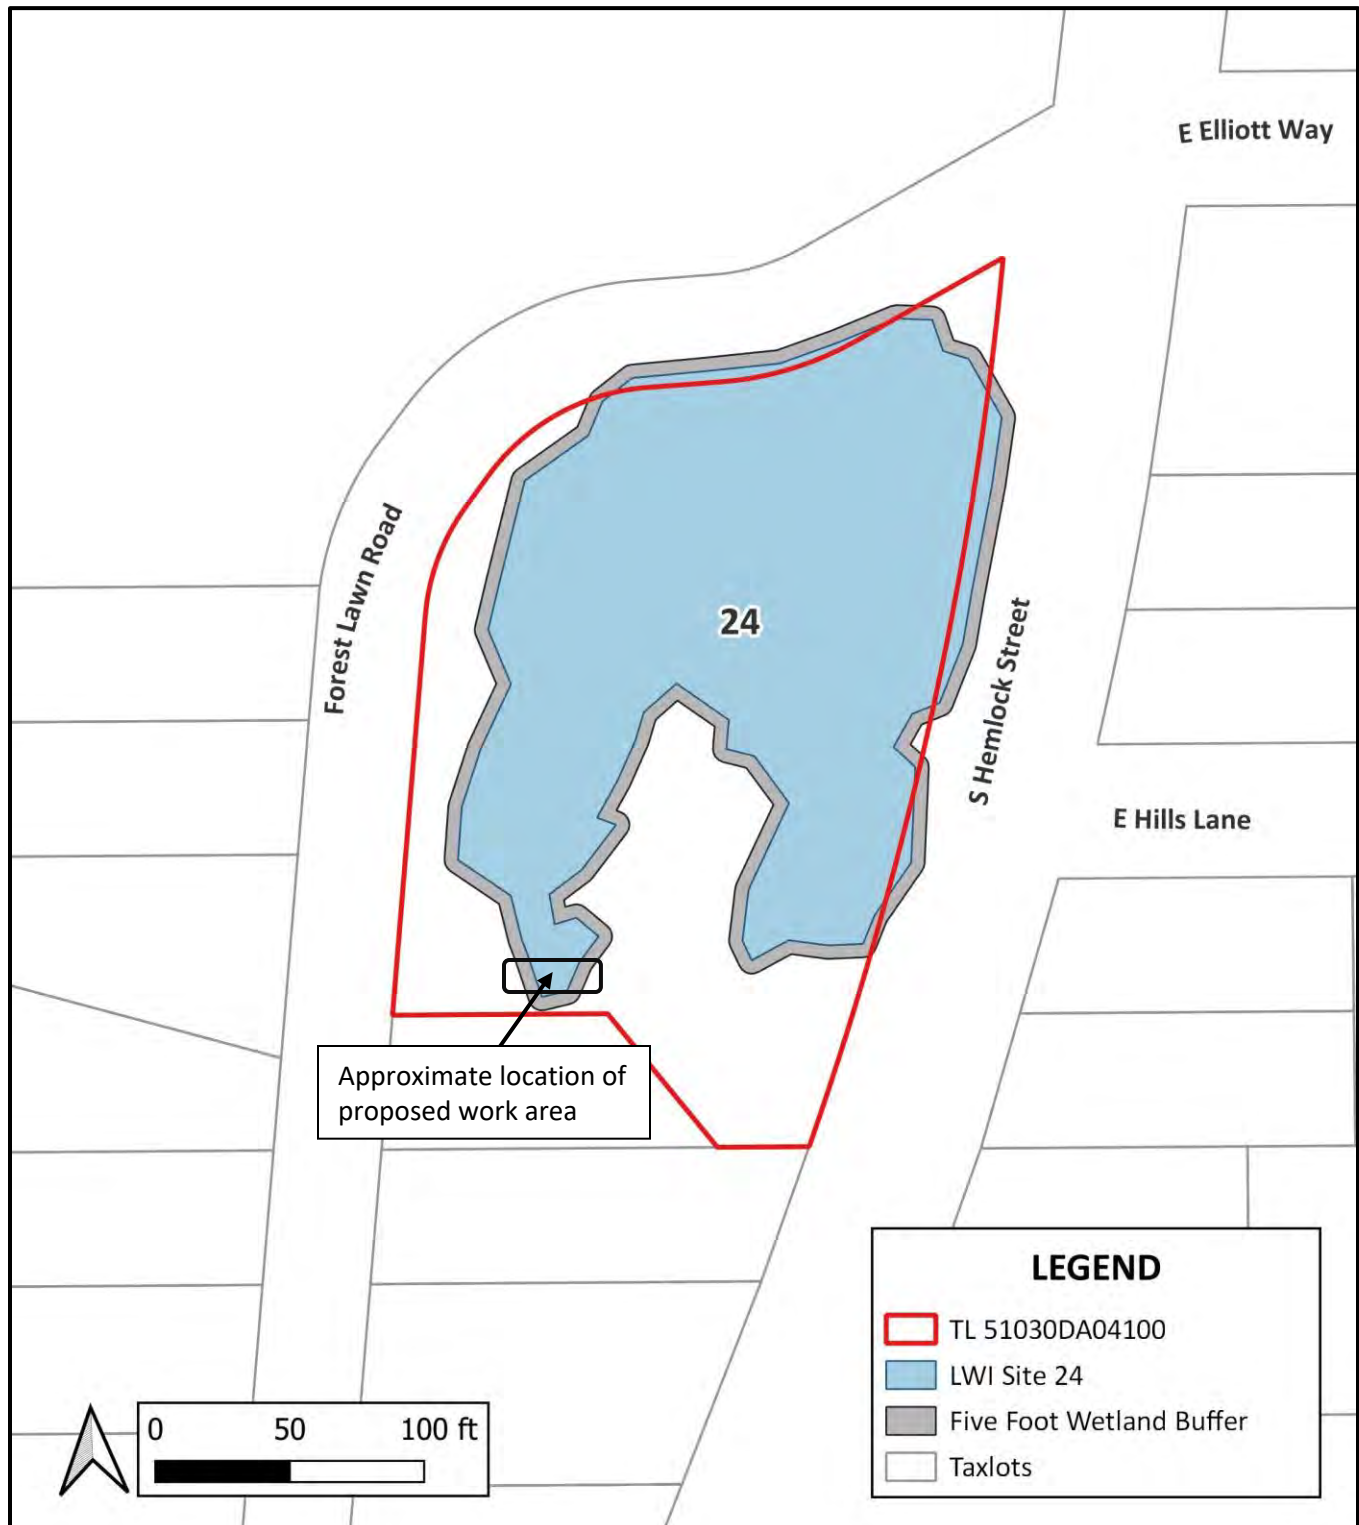 E Elliott Way
Forest Lawn Road
24
S Hemlock Street
E Hills Lane
Approximate location of
proposed work area
LEGEND
TL 51030DA04100
LWI Site 24
Five Foot Wetland Buffer
Taxlots
0 50 100 ft